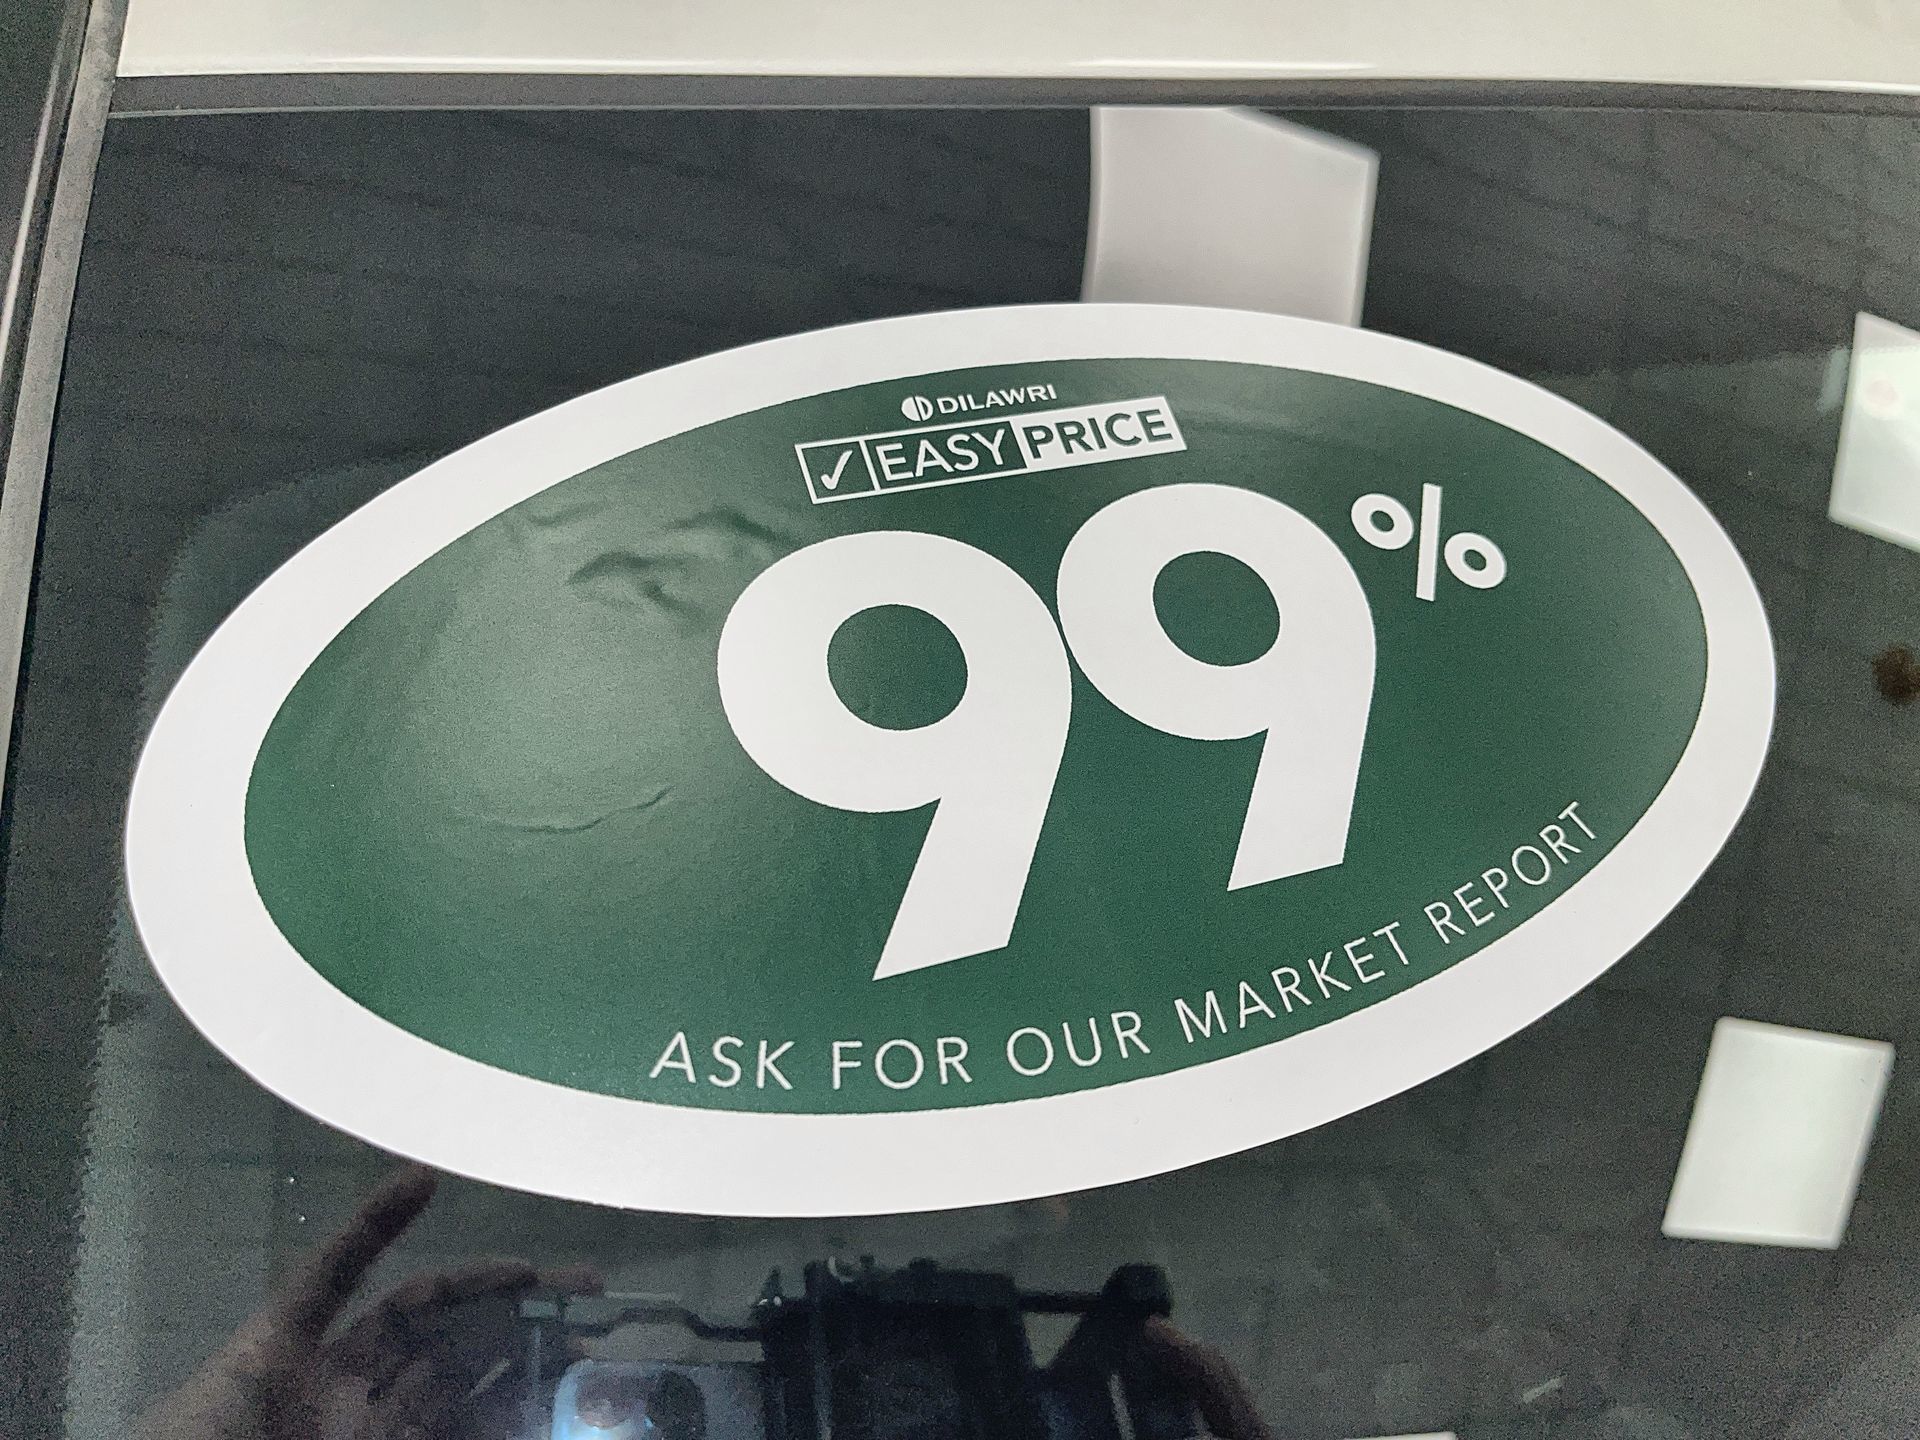 DILAWRI
✓ EASY PRICE
99%
ASK FOR OUR MARKET REPORT